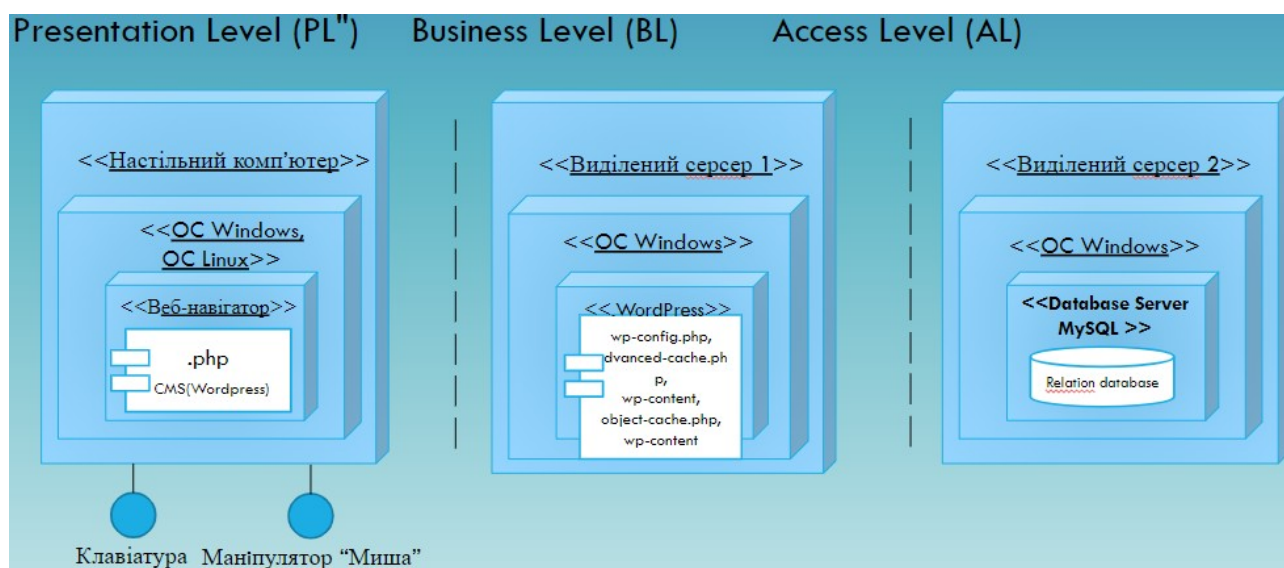 Presentation Level (PL")
Business Level (BL)
Access Level (AL)
<<Настільний комп’ютер>>
<<ОС Windows,
ОС Linux>>
<<Веб-навігатор>>
.php
CMS(Wordpress)
Клавіатура
Маніпулятор “Миша”
<<Виділений серсер 1>>
<<ОС Windows>>
<<.WordPress>>
wp-config.php,
dvanced-cache.ph
p,
wp-content,
object-cache.php,
wp-content
<<Виділений серсер 2>>
<<ОС Windows>>
<<Database Server
MySQL >>
Relation database